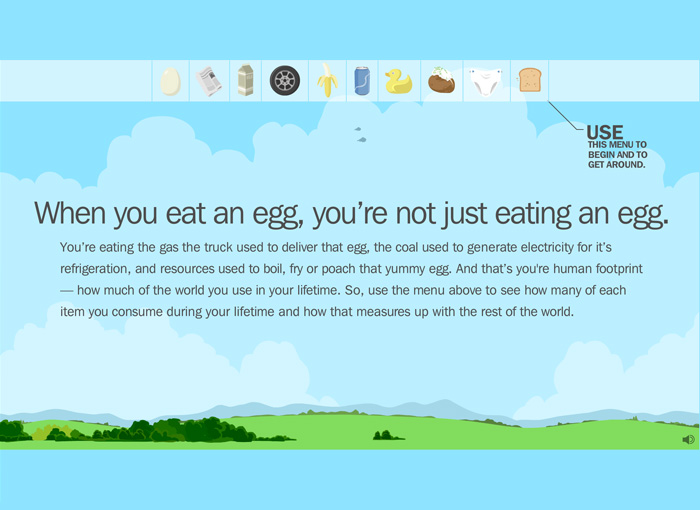 USE
THIS MENU TO
BEGIN AND TO
GET AROUND.
When you eat an egg, you’re not just eating an egg.
You’re eating the gas the truck used to deliver that egg, the coal used to generate electricity for it’s
refrigeration, and resources used to boil, fry or poach that yummy egg. And that’s you're human footprint
— how much of the world you use in your lifetime. So, use the menu above to see how many of each
item you consume during your lifetime and how that measures up with the rest of the world.